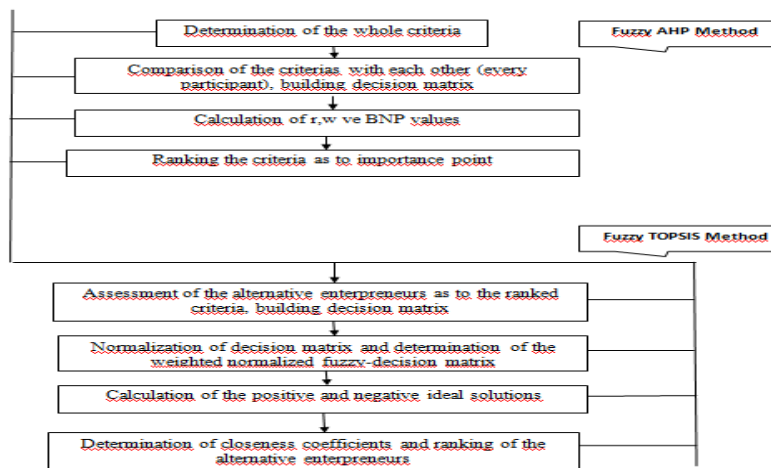 Determination of the whole criteria
Fuzzy AHP Method
Comparison of the criterias with each other (every
participant), building decision matrix
Calculation of r,w ve BNP values
Ranking the criteria as to importance point
Fuzzy TOPSIS Method
Assessment of the alternative enterpreneurs as to the ranked
criteria, building decision matrix
Normalization of decision matrix and determination of the
weighted normalized fuzzy-decision matrix
Calculation of the positive and negative ideal solutions
Determination of closeness coefficients and ranking of the
alternative enterpreneurs